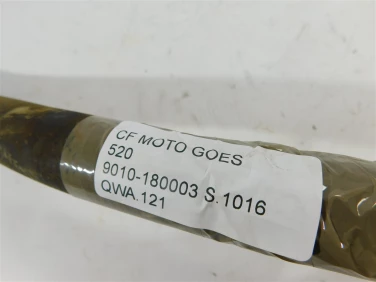 CF MOTO GOES
520
9010-180003 S.1016
QWA.121